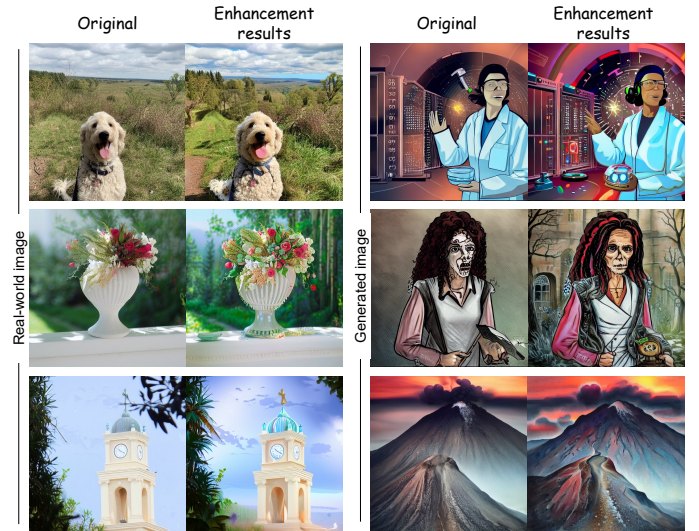 Original
Enhancement
results
Original
Enhancement
results
Real-world image
Generated image